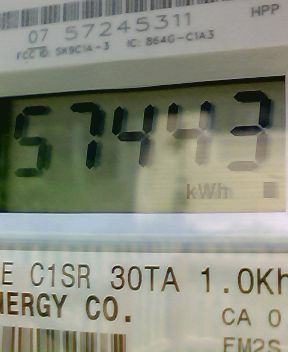 HPP
07 57245311
FCC ID: SK9C1A-3 IC: 864G-C1A3
57443
kWh
E C1SR 30TA 1.0Kh
NERGY CO.
CA 0
FM2S